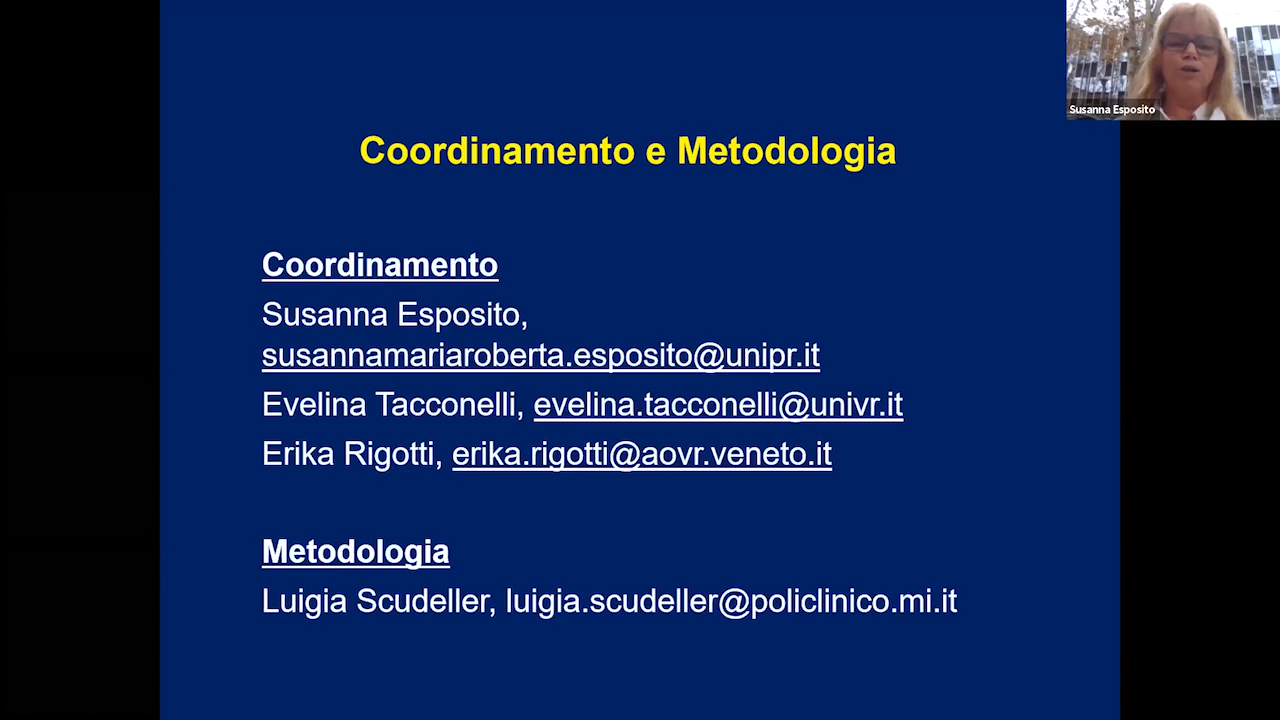 Susanna Esposito
Coordinamento e Metodologia
Coordinamento
Susanna Esposito,
susannamariaroberta.esposito@unipr.it
Evelina Tacconelli, evelina.tacconelli@univr.it
Erika Rigotti, erika.rigotti@aovr.veneto.it
Metodologia
Luigia Scudeller, luigia.scudeller@policlinico.mi.it